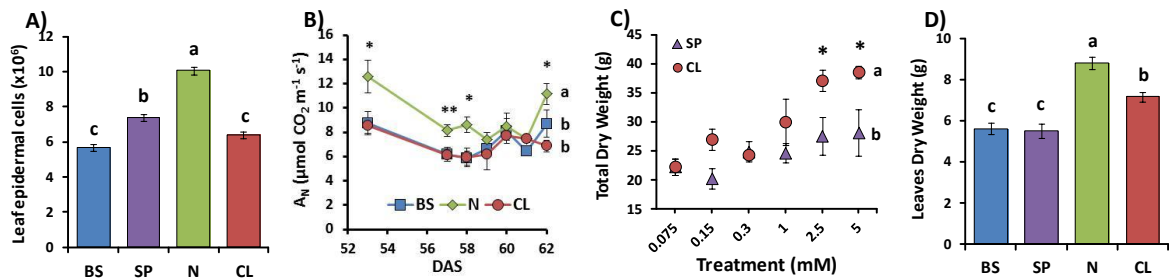 A)
Leaf epidermal cells (x10⁶)
12
10
8
6
4
2
0
c
b
a
c
BS SP N CL
B)
A_N (µmol CO₂ m⁻¹ s⁻¹)
16
14
12
10
8
6
4
2
0
* ** * *
a
b
b
BS N CL
52 54 56 58 60 62
DAS
C)
Total Dry Weight (g)
45
40
35
30
25
20
15
SP
CL
* *
a
b
0.075 0.15 0.3 1 2.5 5
Treatment (mM)
D)
Leaves Dry Weight (g)
10
8
6
4
2
0
c
c
a
b
BS SP N CL